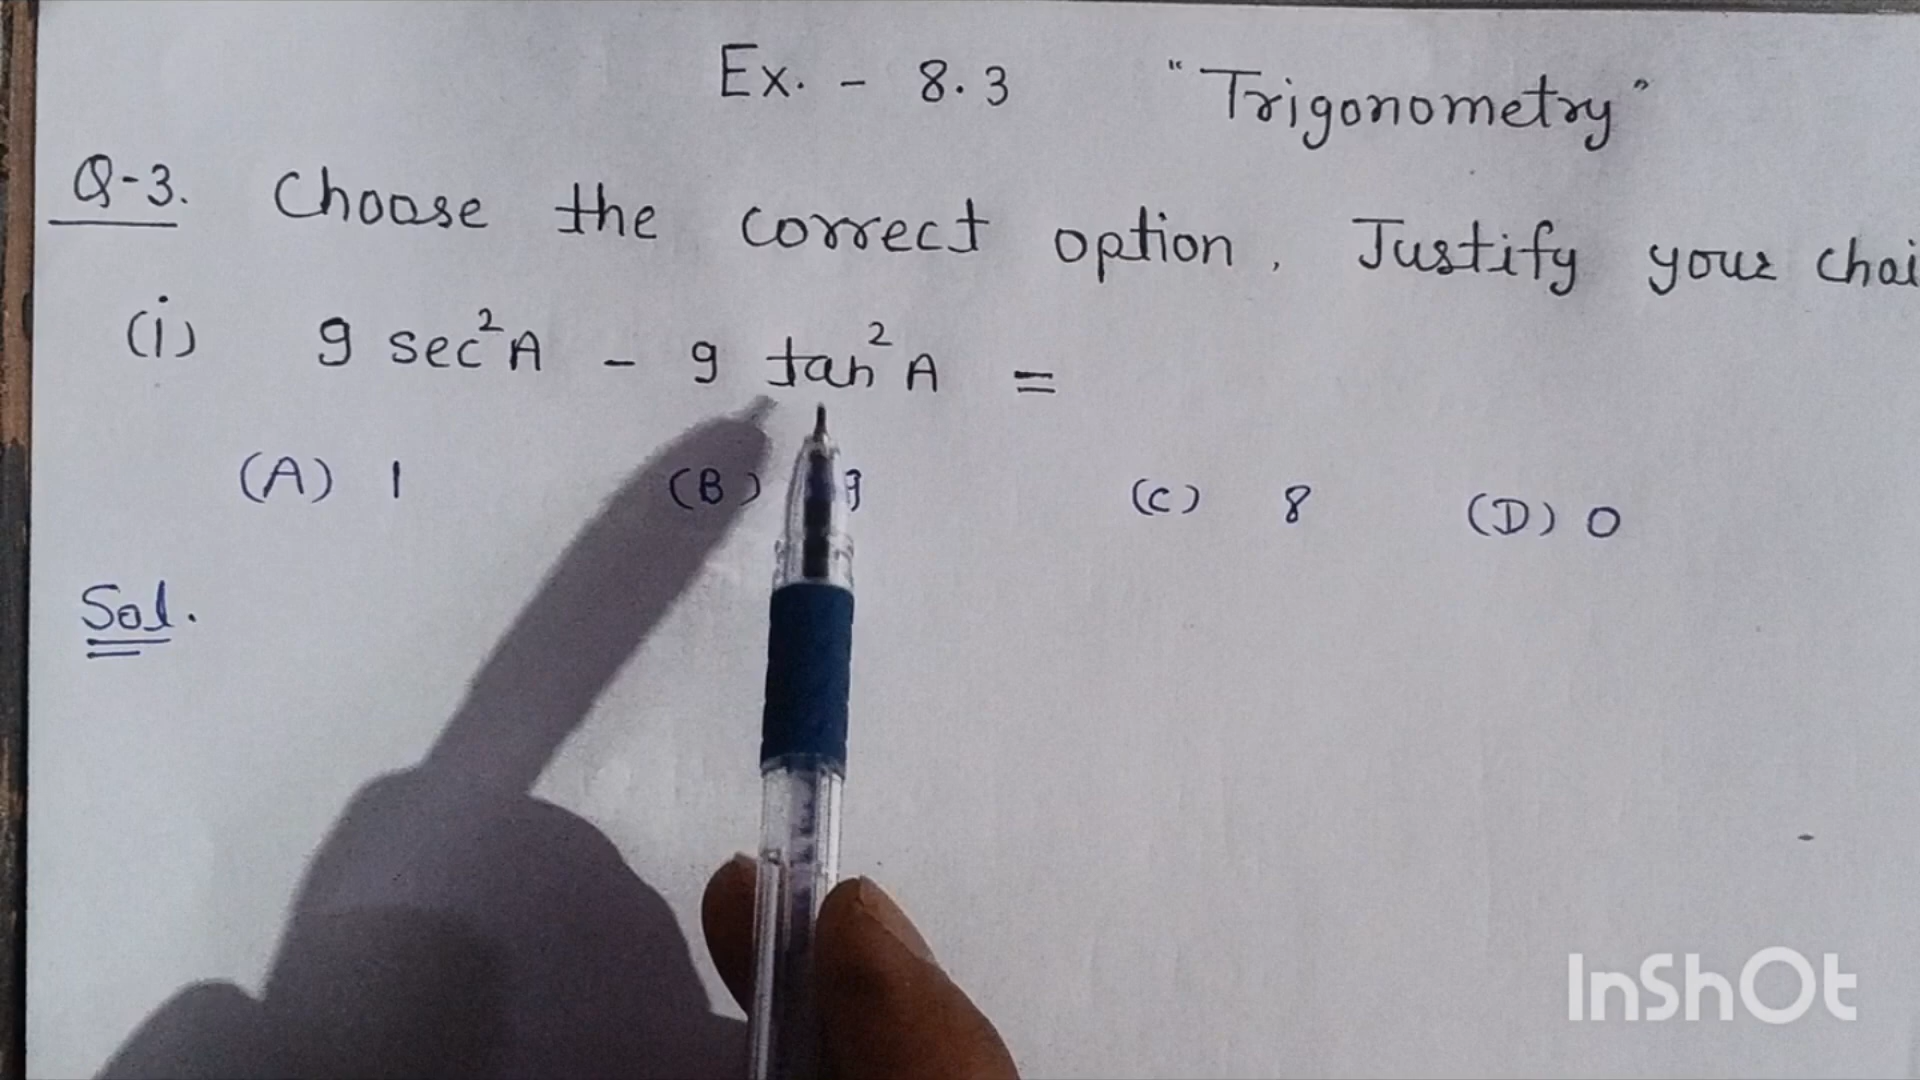 Ex. - 8.3 "Trigonometry"
Q-3. Choose the correct option. Justify your choi
(i) 9 sec²A - 9 tan²A =
(A) 1 (B) 9 (C) 8 (D) 0
Sol.
InShOt